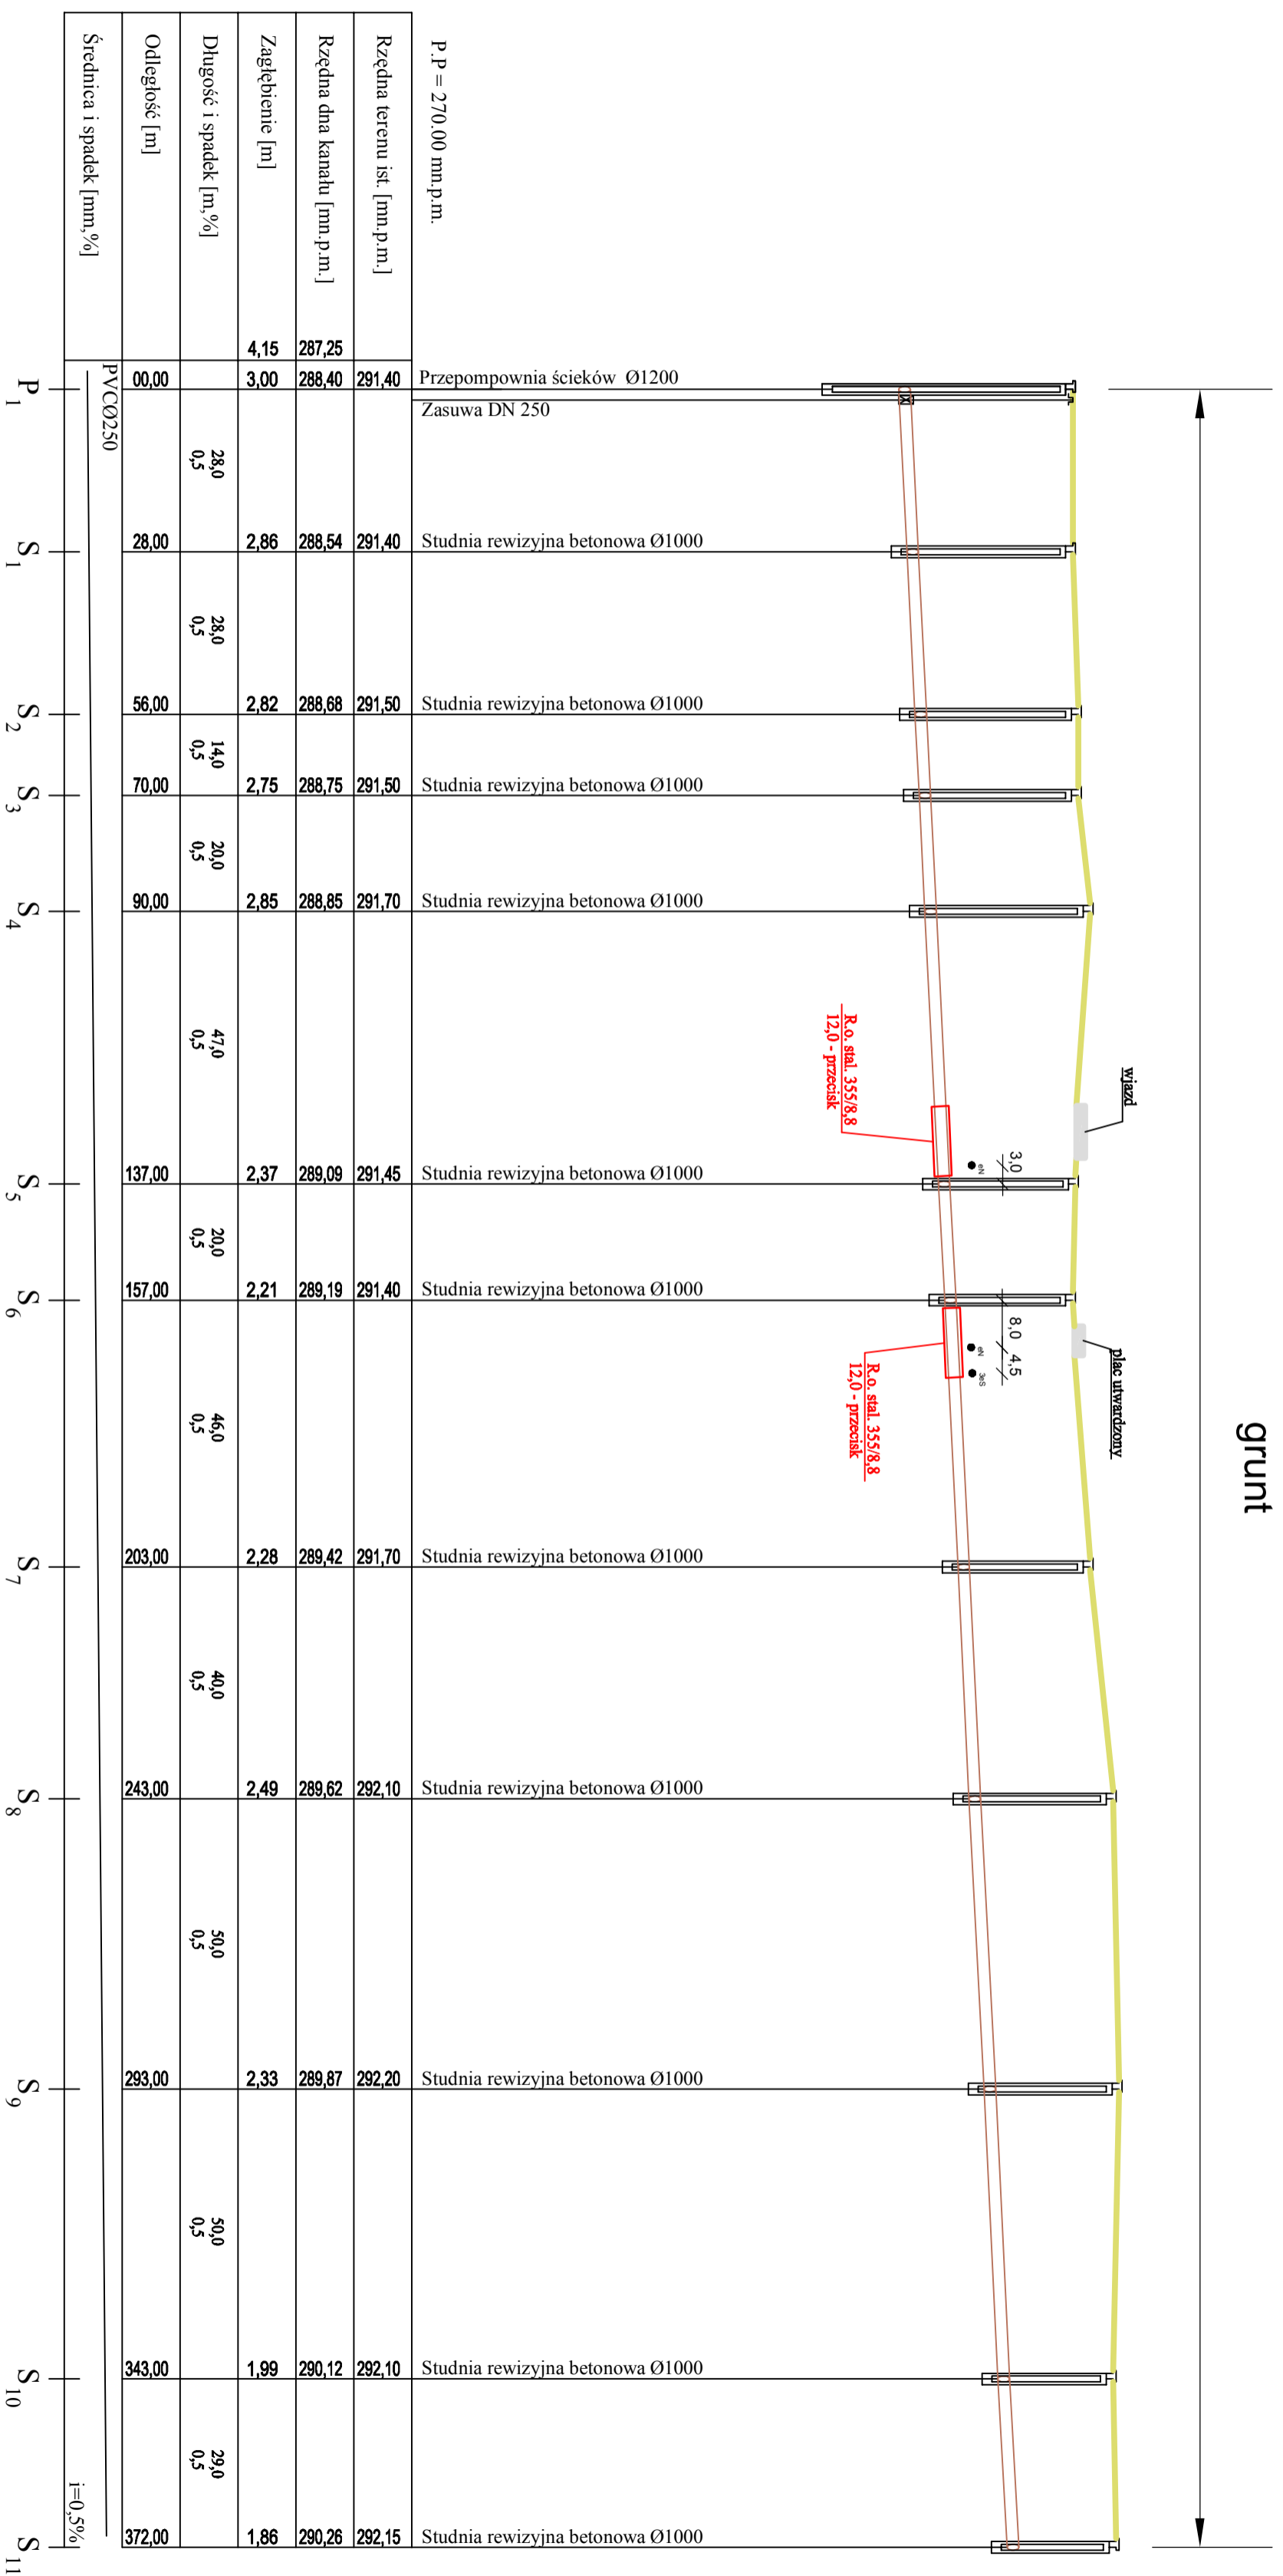 grunt
wjazd
plac utwardzony
3,0
8,0
4,5
eN
eN
3eS
R.o. stal. 355/8,8
12,0 - przecisk
R.o. stal. 355/8,8
12,0 - przecisk
P.P = 270.00 mn.p.m.
Przepompownia ścieków Ø1200
Zasuwa DN 250
Studnia rewizyjna betonowa Ø1000
Studnia rewizyjna betonowa Ø1000
Studnia rewizyjna betonowa Ø1000
Studnia rewizyjna betonowa Ø1000
Studnia rewizyjna betonowa Ø1000
Studnia rewizyjna betonowa Ø1000
Studnia rewizyjna betonowa Ø1000
Studnia rewizyjna betonowa Ø1000
Studnia rewizyjna betonowa Ø1000
Studnia rewizyjna betonowa Ø1000
Studnia rewizyjna betonowa Ø1000
Rzędna terenu ist. [mn.p.m.] 291,40 291,40 291,50 291,50 291,70 291,45 291,40 291,70 292,10 292,20 292,10 292,15
Rzędna dna kanału [mn.p.m.] 287,25 288,40 288,54 288,68 288,75 288,85 289,09 289,19 289,42 289,62 289,87 290,12 290,26
Zagłębienie [m] 4,15 3,00 2,86 2,82 2,75 2,85 2,37 2,21 2,28 2,49 2,33 1,99 1,86
Długość i spadek [m,%] 28,0 28,0 14,0 20,0 47,0 20,0 46,0 40,0 50,0 50,0 29,0
0,5 0,5 0,5 0,5 0,5 0,5 0,5 0,5 0,5 0,5 0,5
Odległość [m] 00,00 28,00 56,00 70,00 90,00 137,00 157,00 203,00 243,00 293,00 343,00 372,00
Średnica i spadek [mm,%] PVCØ250 i=0,5%
P1 S1 S2 S3 S4 S5 S6 S7 S8 S9 S10 S11